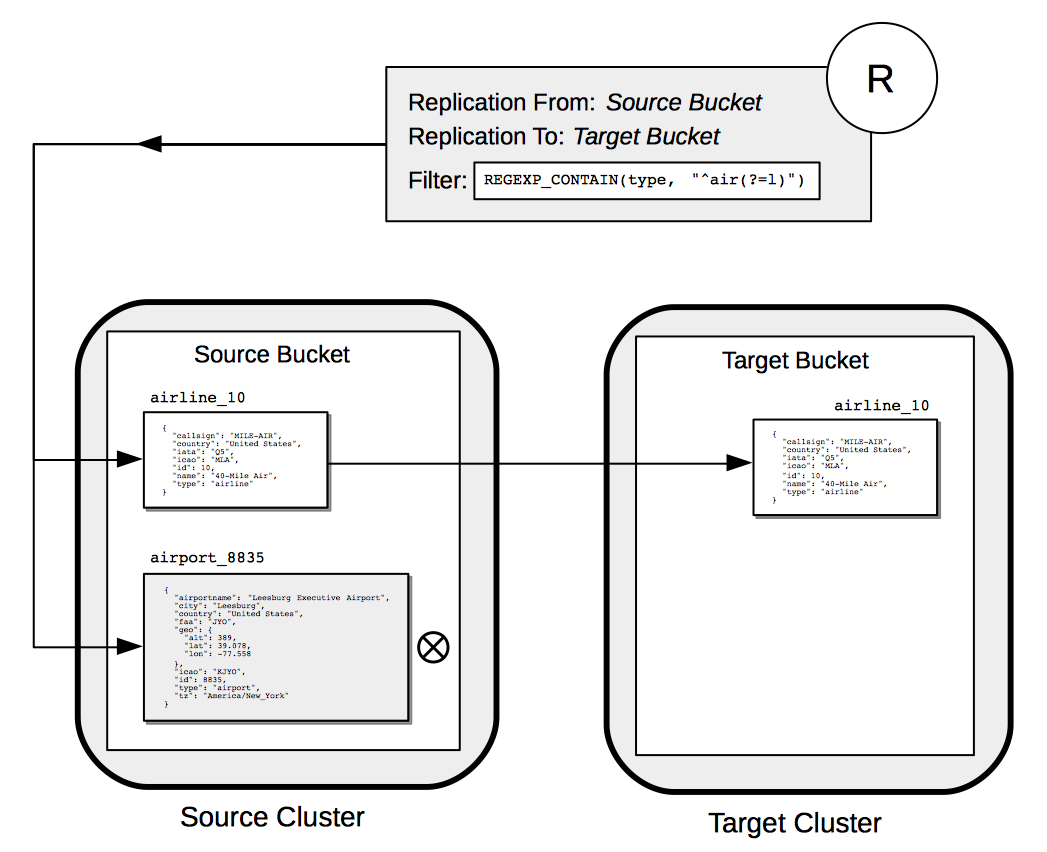 R
Replication From: Source Bucket
Replication To: Target Bucket
Filter: REGEXP_CONTAIN(type, "^air(?=l)")
Source Bucket
airline_10
{
"callsign": "MILE-AIR",
"country": "United States",
"iata": "Q5",
"icao": "MLA",
"id": 10,
"name": "40-Mile Air",
"type": "airline"
}
airport_8835
{
"airportname": "Leesburg Executive Airport",
"city": "Leesburg",
"country": "United States",
"faa": "JYO",
"geo": {
"alt": 389,
"lat": 39.078,
"lon": -77.558
},
"icao": "KJYO",
"id": 8835,
"type": "airport",
"tz": "America/New_York"
}
Source Cluster
Target Bucket
airline_10
{
"callsign": "MILE-AIR",
"country": "United States",
"iata": "Q5",
"icao": "MLA",
"id": 10,
"name": "40-Mile Air",
"type": "airline"
}
Target Cluster